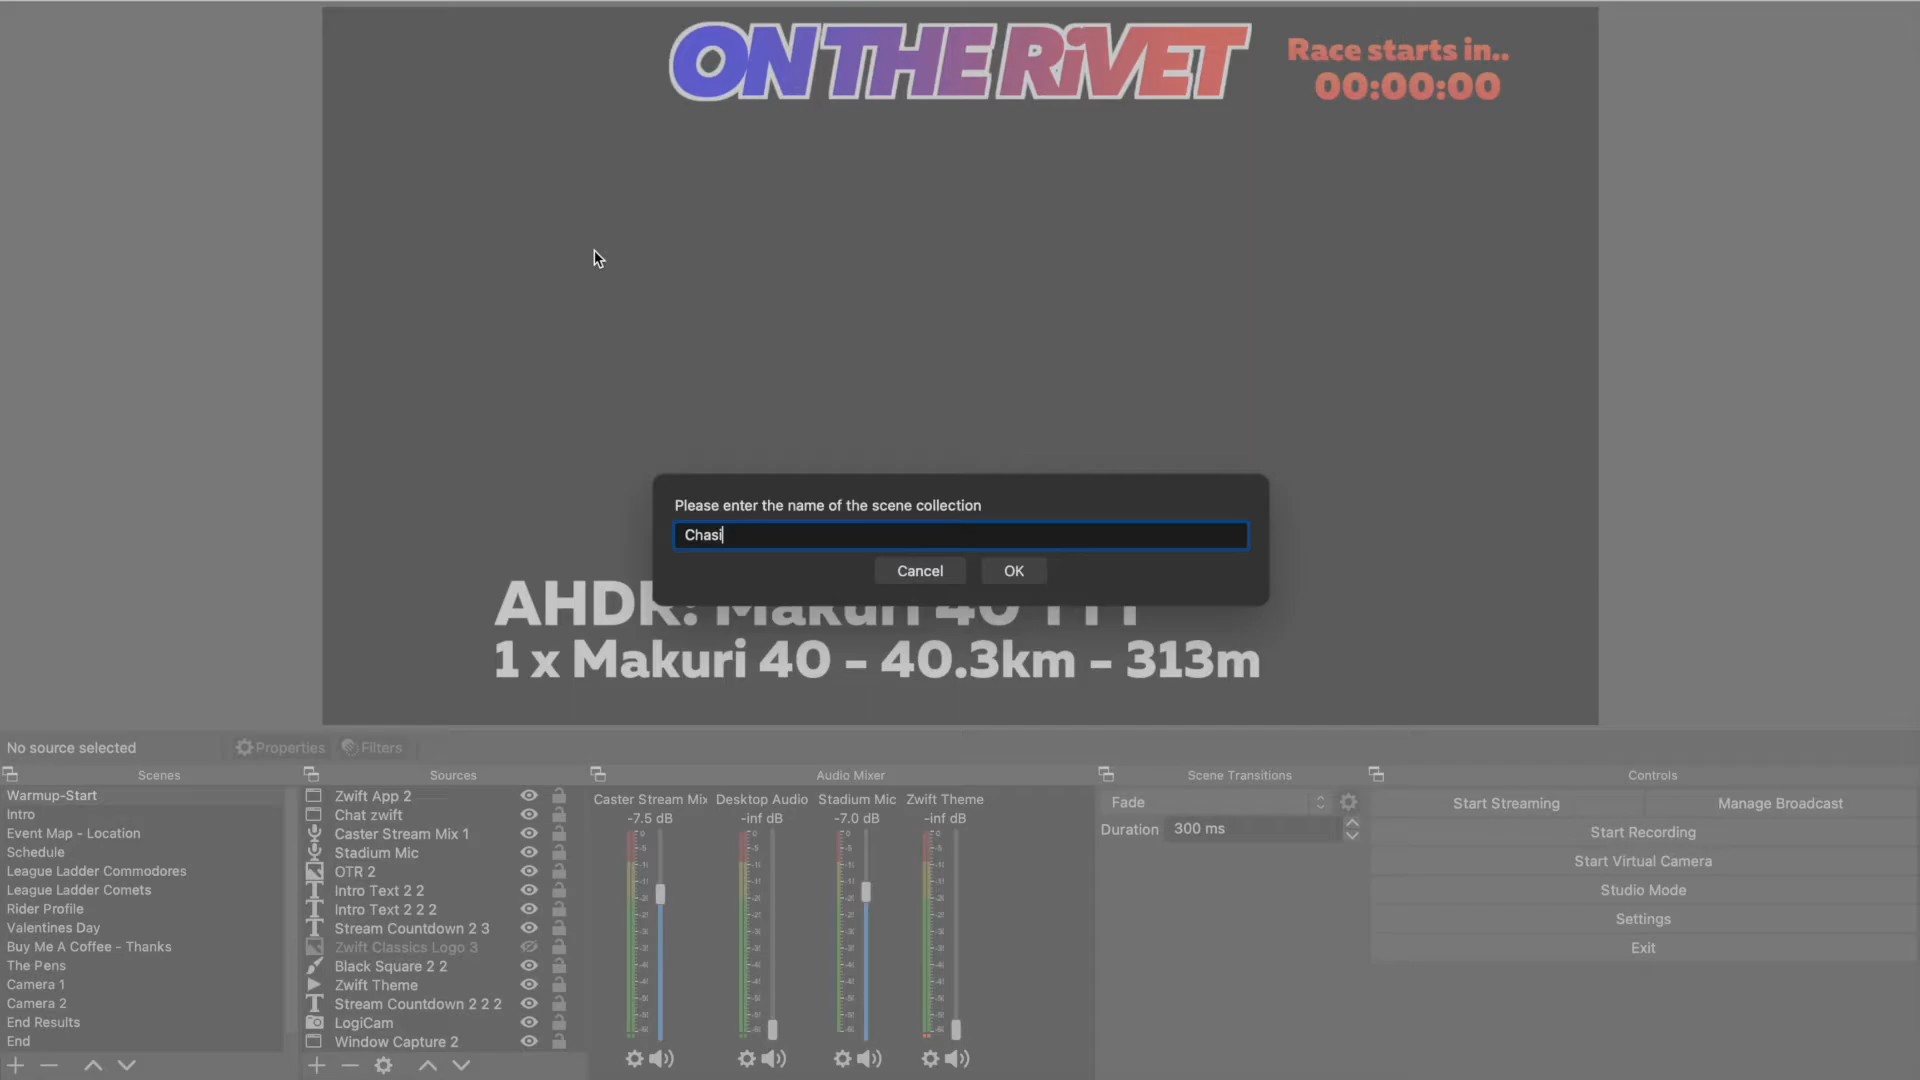 ON THE RiVET
Race starts in..
00:00:00
Please enter the name of the scene collection
Chasi
Cancel
OK
AHDR: Makuri 40 TTT
1 x Makuri 40 - 40.3km - 313m
No source selected
Properties
Filters
Scenes
Warmup-Start
Intro
Event Map - Location
Schedule
League Ladder Commodores
League Ladder Comets
Rider Profile
Valentines Day
Buy Me A Coffee - Thanks
The Pens
Camera 1
Camera 2
End Results
End
Sources
Zwift App 2
Chat zwift
Caster Stream Mix 1
Stadium Mic
OTR 2
Intro Text 2 2
Intro Text 2 2 2
Stream Countdown 2 3
Zwift Classics Logo 3
Black Square 2 2
Zwift Theme
Stream Countdown 2 2 2
LogiCam
Window Capture 2
Audio Mixer
Caster Stream Mix
Desktop Audio
Stadium Mic
Zwift Theme
-7.5 dB
-inf dB
-7.0 dB
-inf dB
Scene Transitions
Fade
Duration
300 ms
Controls
Start Streaming
Manage Broadcast
Start Recording
Start Virtual Camera
Studio Mode
Settings
Exit